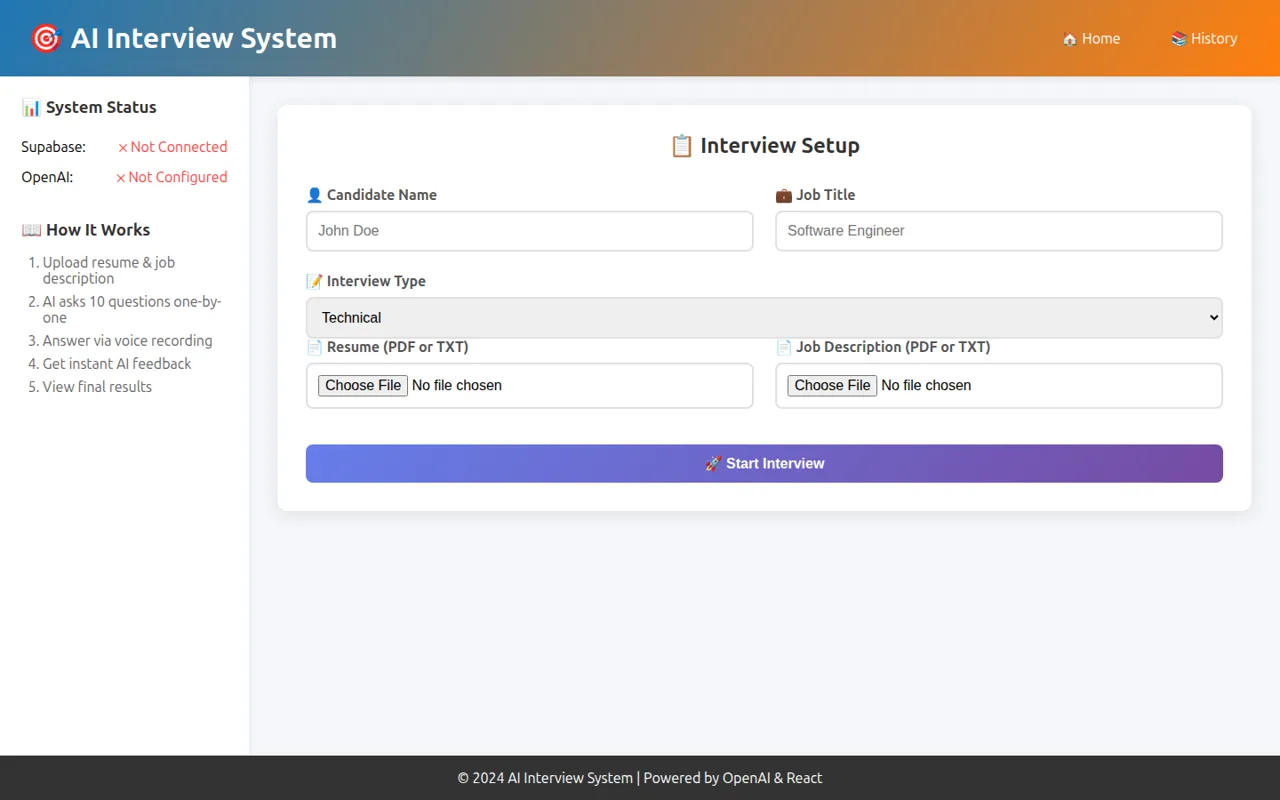 🎯 AI Interview System
🏠 Home
📚 History
📊 System Status
Supabase: × Not Connected
OpenAI: × Not Configured
📖 How It Works
1. Upload resume & job
description
2. AI asks 10 questions one-by-
one
3. Answer via voice recording
4. Get instant AI feedback
5. View final results
📋 Interview Setup
👤 Candidate Name
John Doe
💼 Job Title
Software Engineer
📝 Interview Type
Technical
📄 Resume (PDF or TXT)
Choose File No file chosen
📄 Job Description (PDF or TXT)
Choose File No file chosen
🚀 Start Interview
© 2024 AI Interview System | Powered by OpenAI & React